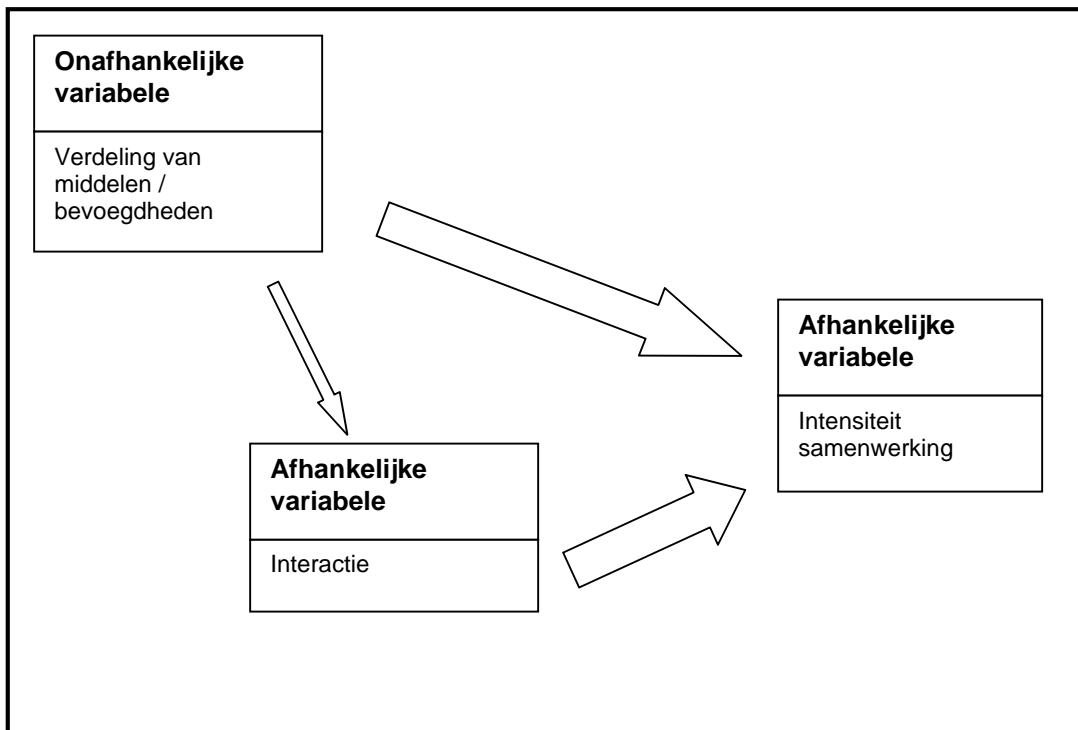 Onafhankelijke
variabele
Verdeling van
middelen /
bevoegdheden
Afhankelijke
variabele
Intensiteit
samenwerking
Afhankelijke
variabele
Interactie